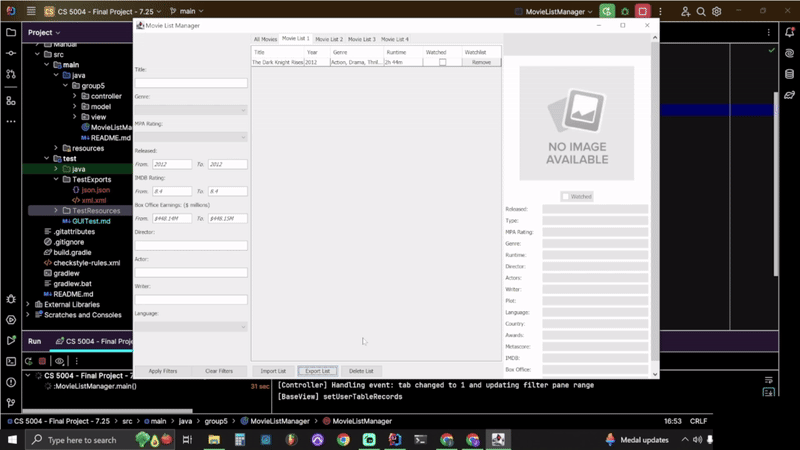 CS 5004 - Final Project - 7.25
main
MovieListManager
Project
Manual
src
main
java
group5
controller
model
view
MovieListMa
README.md
resources
test
java
TestExports
json.json
xml.xml
TestResources
GUITest.md
.gitattributes
.gitignore
build.gradle
checkstyle-rules.xml
gradlew
gradlew.bat
README.md
External Libraries
Scratches and Consoles
Movie List Manager
All Movies Movie List 1 Movie List 2 Movie List 3 Movie List 4
Title Year Genre Runtime Watched Watchlist
The Dark Knight Rises 2012 Action, Drama, Thril... 2h 44m Remove
Title:
Genre:
MPA Rating:
Released:
From: 2012 To: 2012
IMDB Rating:
From: 8.4 To: 8.4
Box Office Earnings: ($ millions)
From: $448.14M To: $448.15M
Director:
Actor:
Writer:
Language:
Apply Filters Clear Filters
Import List Export List Delete List
NO IMAGE
AVAILABLE
Watched
Released:
Type:
MPA Rating:
Genre:
Runtime:
Director:
Actors:
Writer:
Plot:
Language:
Country:
Awards:
Metascore:
IMDB:
Box Office:
Run CS 5004 - Final Project -
:MovieListManager.main() 31 sec
[Controller] Handling event: tab changed to 1 and updating filter pane range
[BaseView] setUserTableRecords
CS 5004 - Final Project - 7.25 > src > main > java > group5 > MovieListManager > MovieListManager
16:53 CRLF
Type here to search
Medal updates